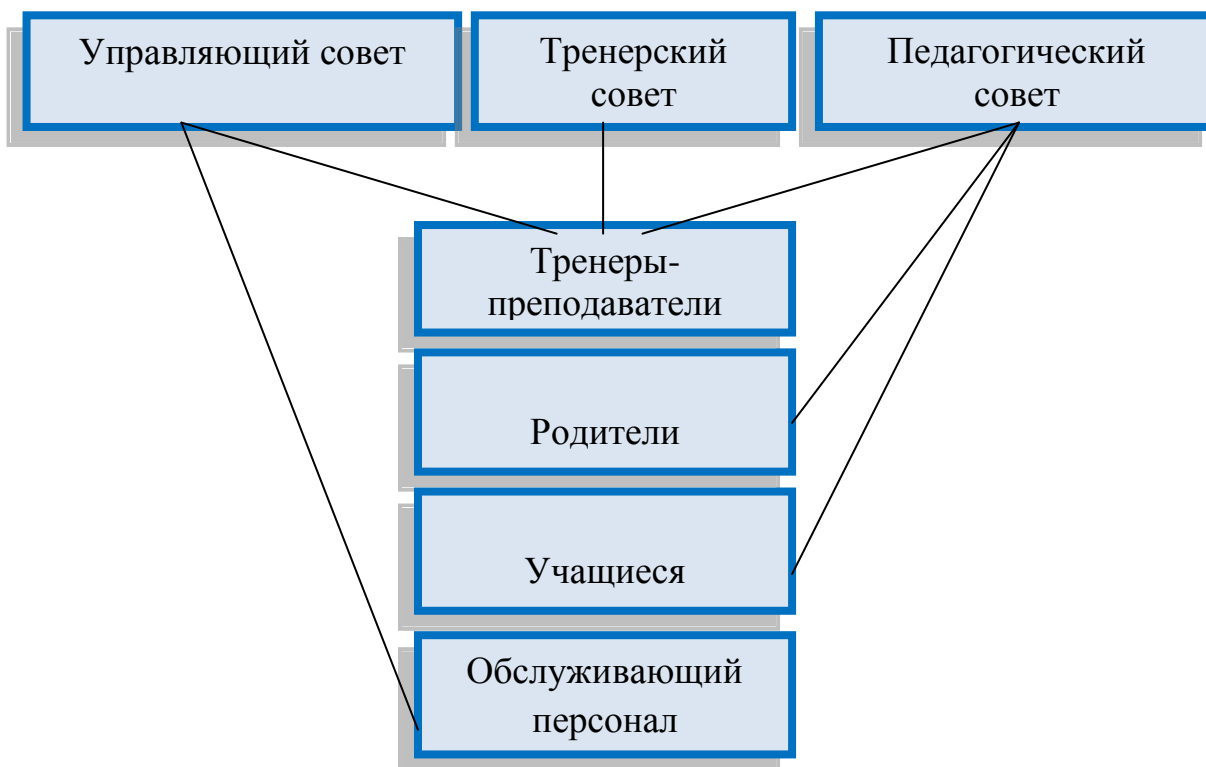 Управляющий совет
Тренерский
совет
Педагогический
совет
Тренеры-
преподаватели
Родители
Учащиеся
Обслуживающий
персонал